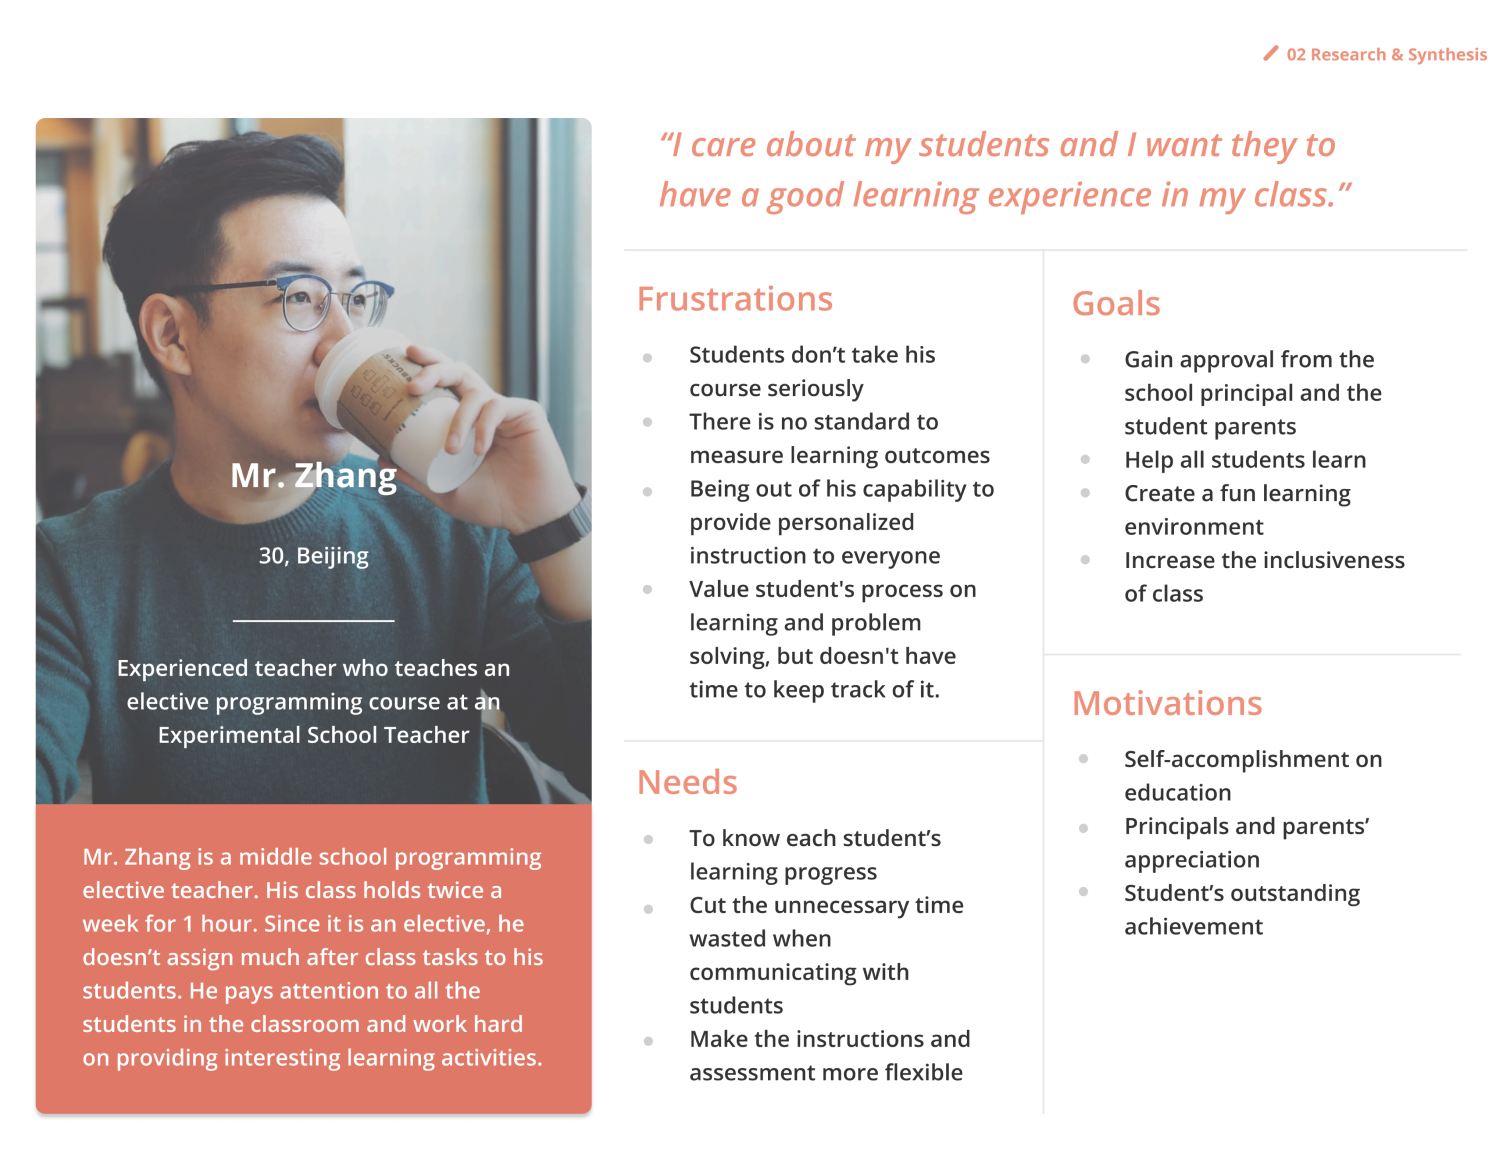 02 Research & Synthesis
“I care about my students and I want they to
have a good learning experience in my class.”
Mr. Zhang
30, Beijing
Experienced teacher who teaches an
elective programming course at an
Experimental School Teacher
Mr. Zhang is a middle school programming
elective teacher. His class holds twice a
week for 1 hour. Since it is an elective, he
doesn’t assign much after class tasks to his
students. He pays attention to all the
students in the classroom and work hard
on providing interesting learning activities.
Frustrations
Students don’t take his
course seriously
There is no standard to
measure learning outcomes
Being out of his capability to
provide personalized
instruction to everyone
Value student's process on
learning and problem
solving, but doesn't have
time to keep track of it.
Needs
To know each student’s
learning progress
Cut the unnecessary time
wasted when
communicating with
students
Make the instructions and
assessment more flexible
Goals
Gain approval from the
school principal and the
student parents
Help all students learn
Create a fun learning
environment
Increase the inclusiveness
of class
Motivations
Self-accomplishment on
education
Principals and parents’
appreciation
Student’s outstanding
achievement